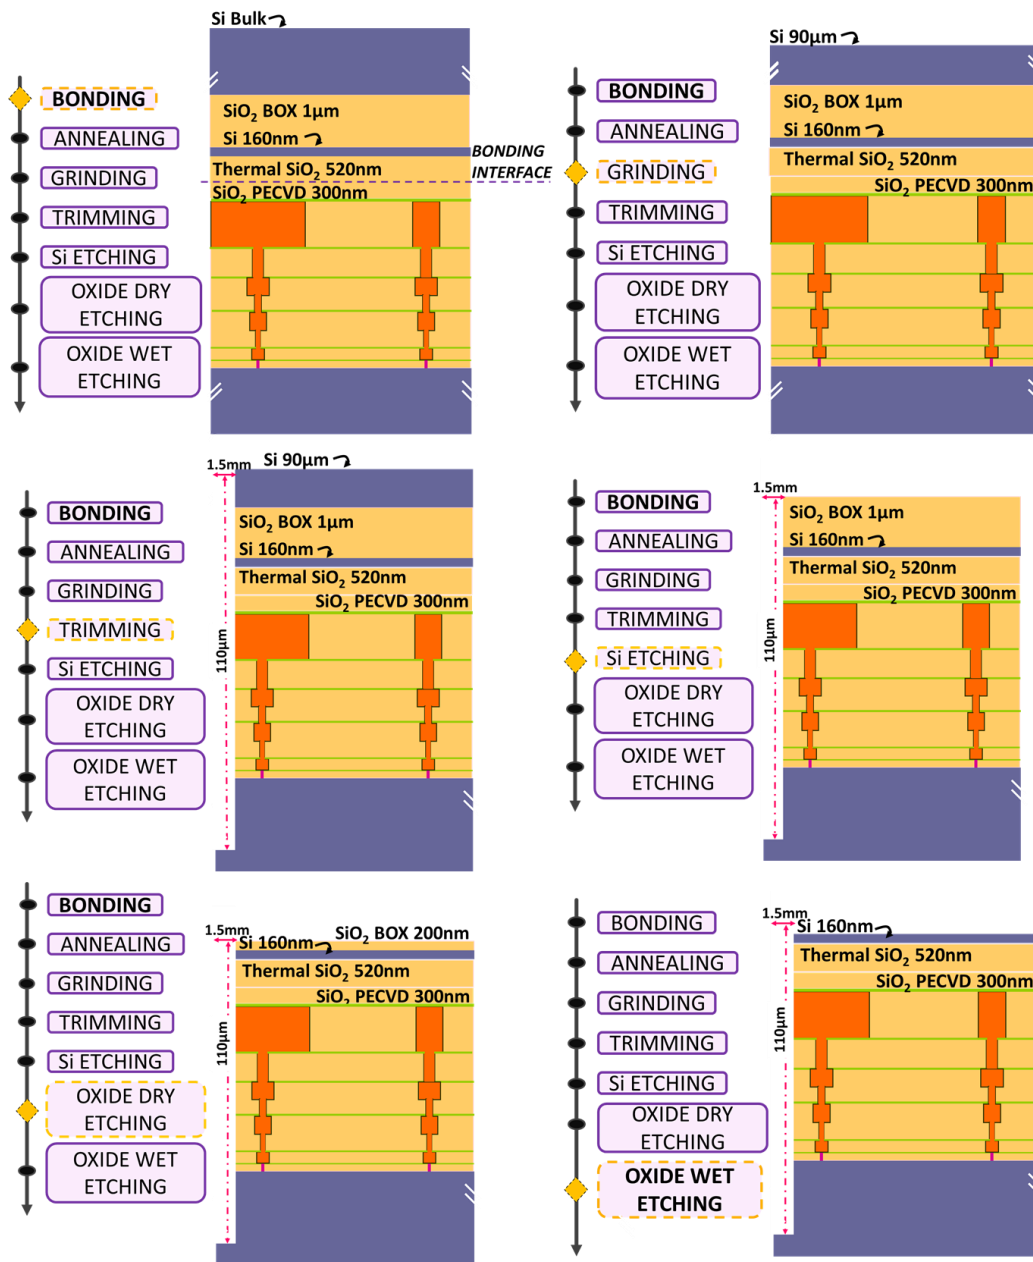 Si Bulk
BONDING
ANNEALING
GRINDING
TRIMMING
Si ETCHING
OXIDE DRY
ETCHING
OXIDE WET
ETCHING
SiO₂ BOX 1µm
Si 160nm
BONDING
INTERFACE
Thermal SiO₂ 520nm
SiO₂ PECVD 300nm
Si 90µm
BONDING
ANNEALING
GRINDING
TRIMMING
Si ETCHING
OXIDE DRY
ETCHING
OXIDE WET
ETCHING
SiO₂ BOX 1µm
Si 160nm
Thermal SiO₂ 520nm
SiO₂ PECVD 300nm
1.5mm
Si 90µm
BONDING
ANNEALING
GRINDING
TRIMMING
Si ETCHING
OXIDE DRY
ETCHING
OXIDE WET
ETCHING
110µm
SiO₂ BOX 1µm
Si 160nm
Thermal SiO₂ 520nm
SiO₂ PECVD 300nm
1.5mm
BONDING
ANNEALING
GRINDING
TRIMMING
Si ETCHING
OXIDE DRY
ETCHING
OXIDE WET
ETCHING
110µm
SiO₂ BOX 1µm
Si 160nm
Thermal SiO₂ 520nm
SiO₂ PECVD 300nm
BONDING
ANNEALING
GRINDING
TRIMMING
Si ETCHING
OXIDE DRY
ETCHING
OXIDE WET
ETCHING
1.5mm
110µm
SiO₂ BOX 200nm
Si 160nm
Thermal SiO₂ 520nm
SiO₂ PECVD 300nm
BONDING
ANNEALING
GRINDING
TRIMMING
Si ETCHING
OXIDE DRY
ETCHING
OXIDE WET
ETCHING
1.5mm
110µm
Si 160nm
Thermal SiO₂ 520nm
SiO₂ PECVD 300nm